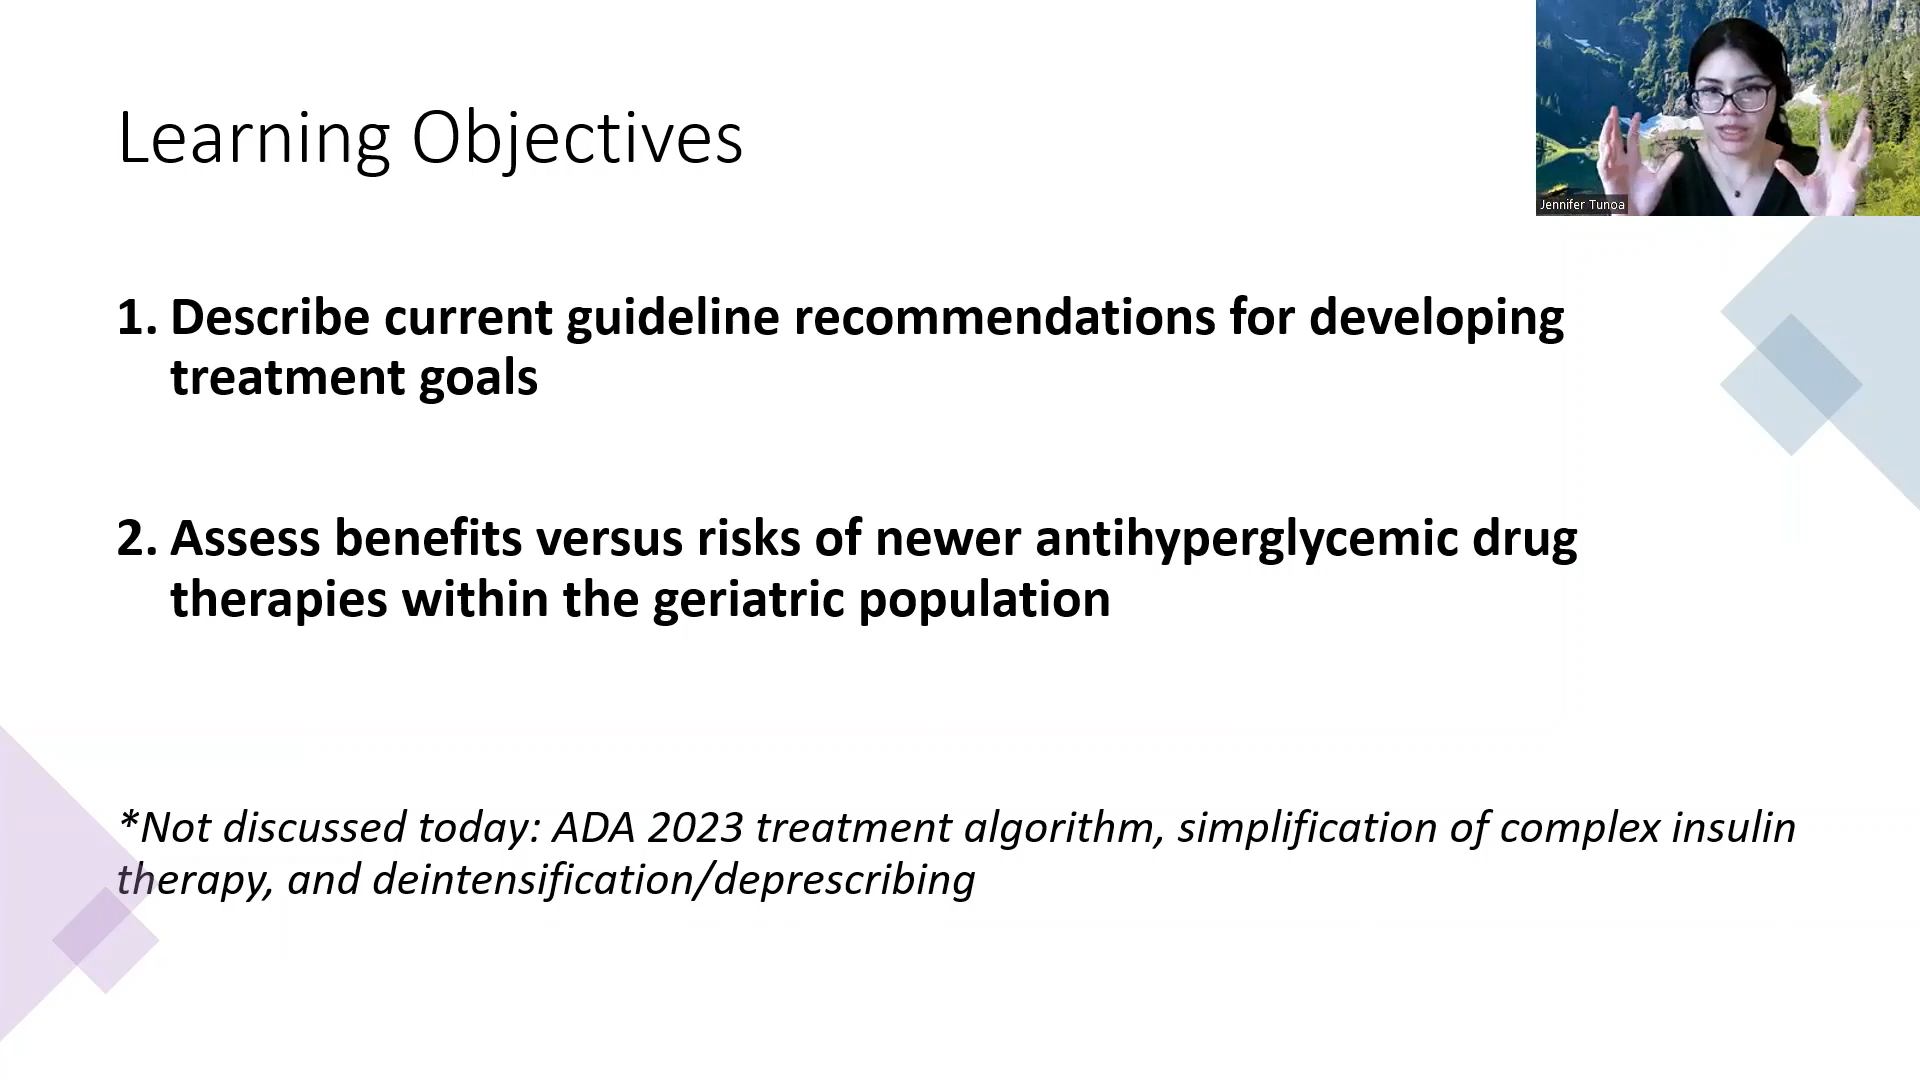 Learning Objectives
Jennifer Tunoa
1. Describe current guideline recommendations for developing
treatment goals
2. Assess benefits versus risks of newer antihyperglycemic drug
therapies within the geriatric population
*Not discussed today: ADA 2023 treatment algorithm, simplification of complex insulin
therapy, and deintensification/deprescribing